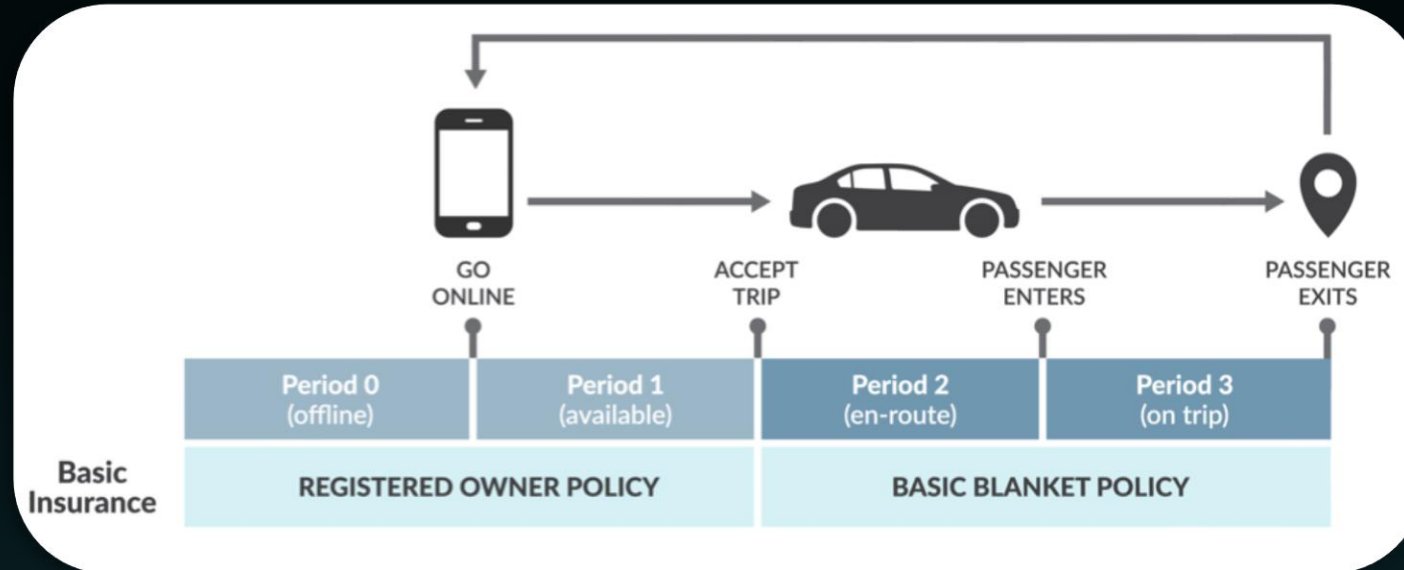 GO
ONLINE
ACCEPT
TRIP
PASSENGER
ENTERS
PASSENGER
EXITS
Period 0
(offline)
Period 1
(available)
Period 2
(en-route)
Period 3
(on trip)
Basic
Insurance
REGISTERED OWNER POLICY
BASIC BLANKET POLICY